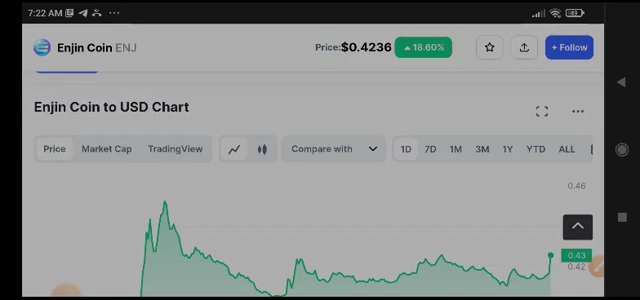 7:22 AM
Enjin Coin ENJ
Price: $0.4236 18.60%
+ Follow
Enjin Coin to USD Chart
Price Market Cap TradingView Compare with 1D 7D 1M 3M 1Y YTD ALL
0.46
0.43
0.42